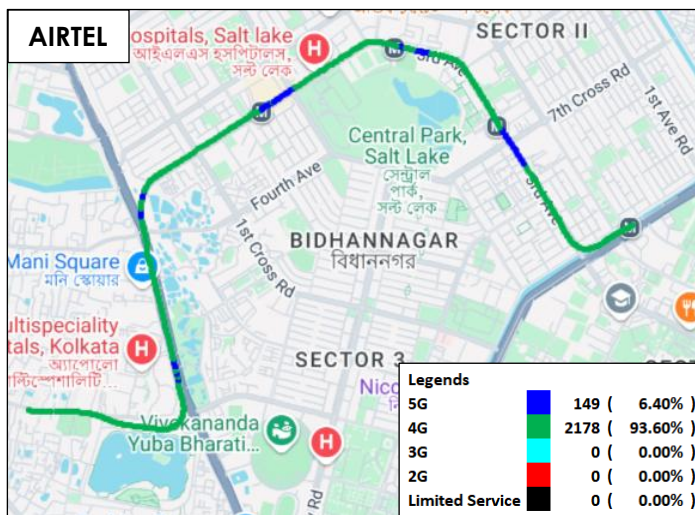 AIRTEL
ospitals, Salt lake
আইএলএস হসপিটালস,
সল্ট লেক
H
M
SECTOR II
3rd Ave
7th Cross Rd
1st Ave Rd
M
M
Central Park,
Salt Lake
সেন্ট্রাল
পার্ক,
সল্ট লেক
Fourth Ave
1st Cross Rd
BIDHANNAGAR
বিধাননগর
3rd Ave
M
Mani Square
মনি স্কোয়ার
ultispeciality
tals, Kolkata
অ্যাপোলো
H
SECTOR 3
Nicc
Vivekananda
Yuba Bharati...
H
Legends
5G 149 ( 6.40% )
4G 2178 ( 93.60% )
3G 0 ( 0.00% )
2G 0 ( 0.00% )
Limited Service 0 ( 0.00% )